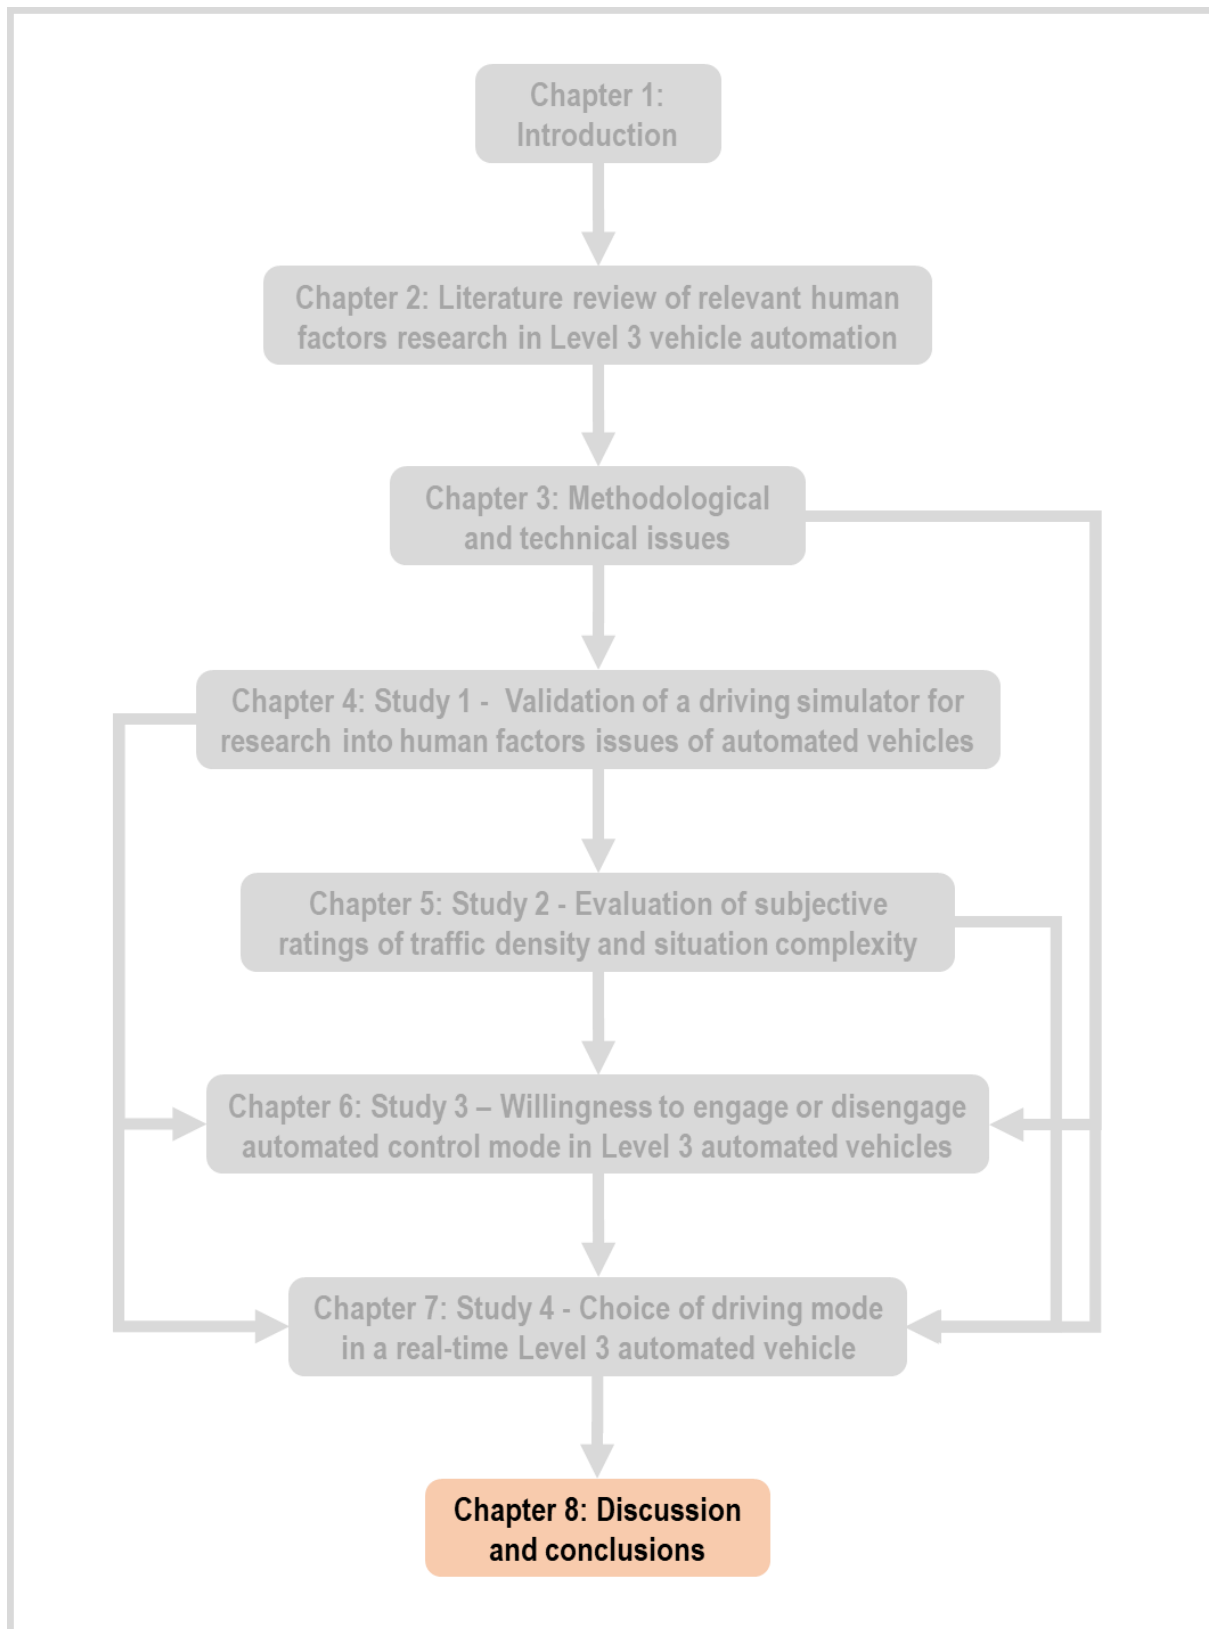 Chapter 1:
Introduction
Chapter 2: Literature review of relevant human
factors research in Level 3 vehicle automation
Chapter 3: Methodological
and technical issues
Chapter 4: Study 1 -  Validation of a driving simulator for
research into human factors issues of automated vehicles
Chapter 5: Study 2 - Evaluation of subjective
ratings of traffic density and situation complexity
Chapter 6: Study 3 – Willingness to engage or disengage
automated control mode in Level 3 automated vehicles
Chapter 7: Study 4 - Choice of driving mode
in a real-time Level 3 automated vehicle
Chapter 8: Discussion
and conclusions